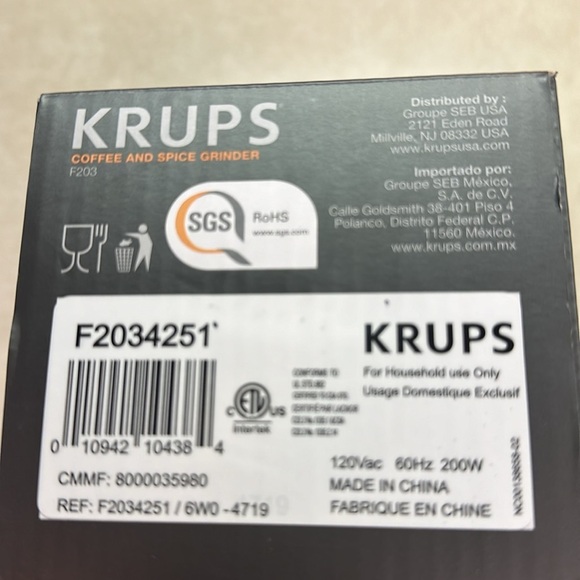 KRUPS
COFFEE AND SPICE GRINDER
F203
Distributed by :
Groupe SEB USA
2121 Eden Road
Millville, NJ 08332 USA
www.krupsusa.com
Importado por:
Groupe SEB México,
S.A. de C.V.
Calle Goldsmith 38-401 Piso 4
Polanco, Distrito Federal C.P.
11560 México.
www.krups.com.mx
SGS
RoHS
www.sgs.com
F2034251
0 10942 10438 4
CMMF: 8000035980
REF: F2034251 / 6W0 - 4719
C ETL US
Intertek
CONFORMS TO
KRUPS
For Household use Only
Usage Domestique Exclusif
120Vac 60Hz 200W
MADE IN CHINA
FABRIQUE EN CHINE